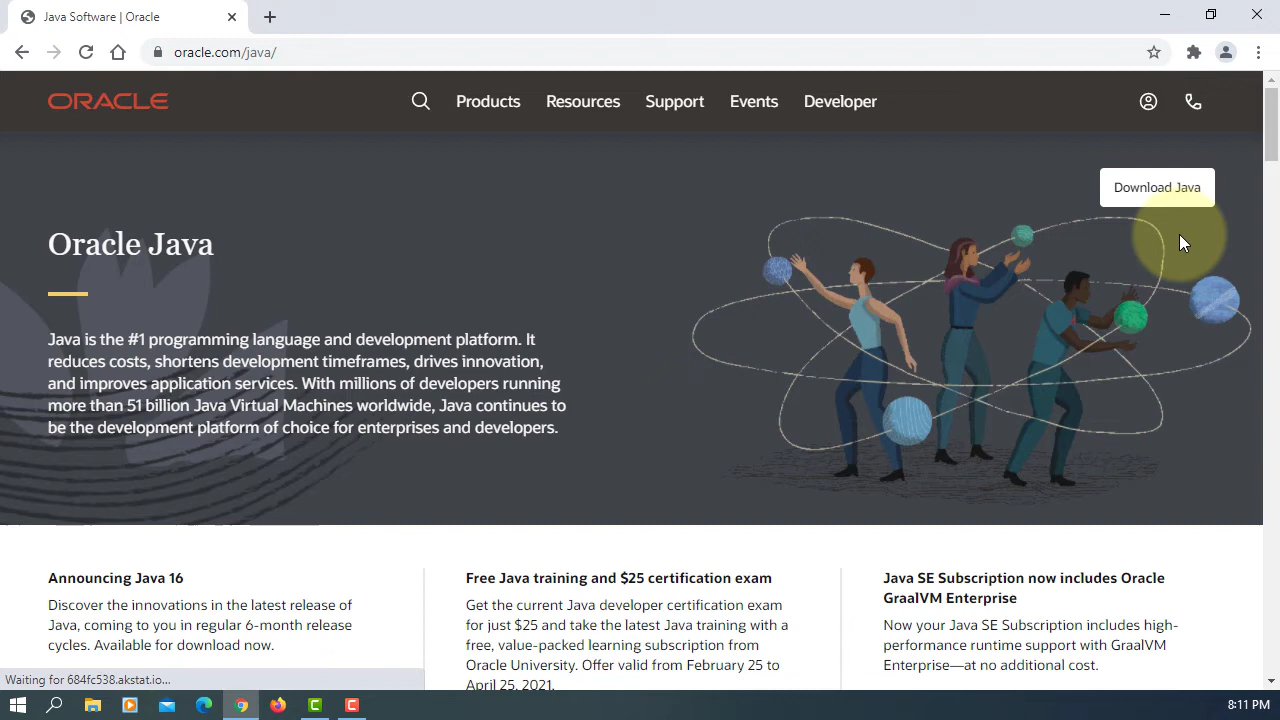 Java Software | Oracle
oracle.com/java/
ORACLE
Products
Resources
Support
Events
Developer
Download Java
Oracle Java
Java is the #1 programming language and development platform. It
reduces costs, shortens development timeframes, drives innovation,
and improves application services. With millions of developers running
more than 51 billion Java Virtual Machines worldwide, Java continues to
be the development platform of choice for enterprises and developers.
Announcing Java 16
Discover the innovations in the latest release of
Java, coming to you in regular 6-month release
cycles. Available for download now.
Free Java training and $25 certification exam
Get the current Java developer certification exam
for just $25 and take the latest Java training with a
free, value-packed learning subscription from
Oracle University. Offer valid from February 25 to
April 25, 2021.
Java SE Subscription now includes Oracle
GraalVM Enterprise
Now your Java SE Subscription includes high-
performance runtime support with GraalVM
Enterprise—at no additional cost.
Waiting for 684fc538.akstat.io...
8:11 PM